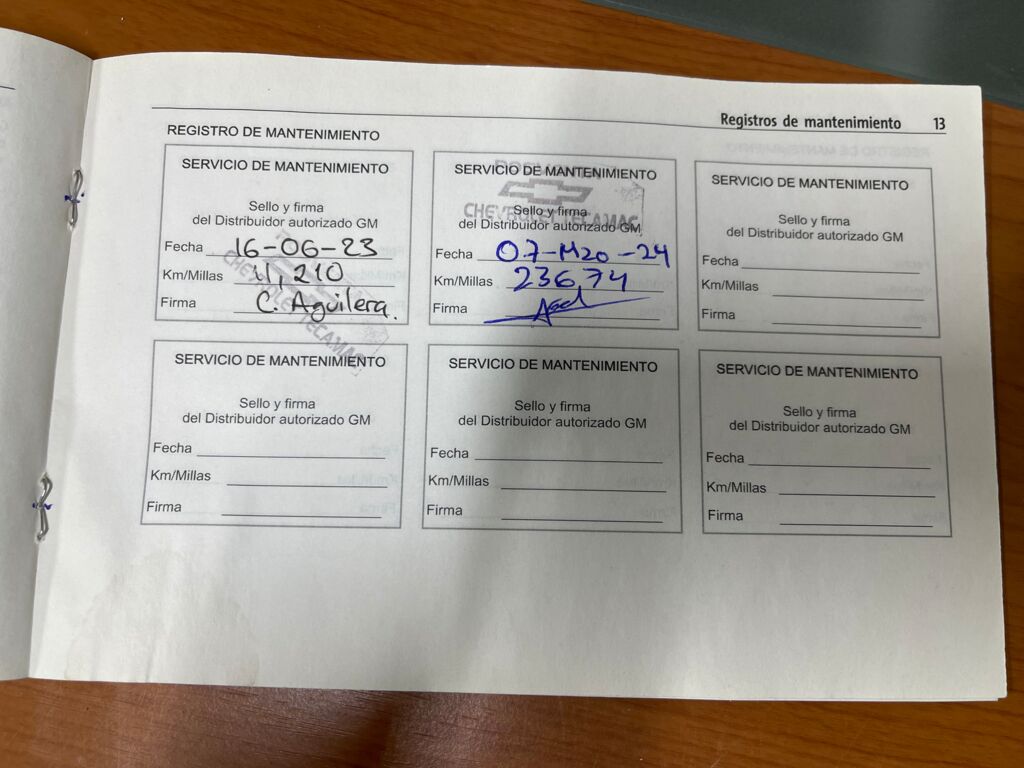 Registros de mantenimiento 13
REGISTRO DE MANTENIMIENTO
SERVICIO DE MANTENIMIENTO
Sello y firma
del Distribuidor autorizado GM
Fecha 16-06-23
Km/Millas 11,210
Firma C. Aguilera.
CHEVROLET TECAMAC
SERVICIO DE MANTENIMIENTO
CHEVROLET TECAMAC
Sello y firma
del Distribuidor autorizado GM
Fecha 07-Mzo-24
Km/Millas 236,74
Firma
SERVICIO DE MANTENIMIENTO
Sello y firma
del Distribuidor autorizado GM
Fecha
Km/Millas
Firma
SERVICIO DE MANTENIMIENTO
Sello y firma
del Distribuidor autorizado GM
Fecha
Km/Millas
Firma
SERVICIO DE MANTENIMIENTO
Sello y firma
del Distribuidor autorizado GM
Fecha
Km/Millas
Firma
SERVICIO DE MANTENIMIENTO
Sello y firma
del Distribuidor autorizado GM
Fecha
Km/Millas
Firma